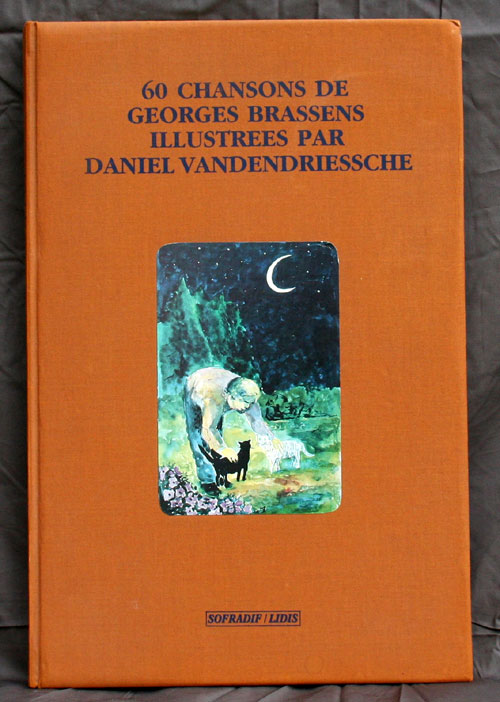 60 CHANSONS DE
GEORGES BRASSENS
ILLUSTREES PAR
DANIEL VANDENDRIESSCHE
SOFRADIF / LIDIS